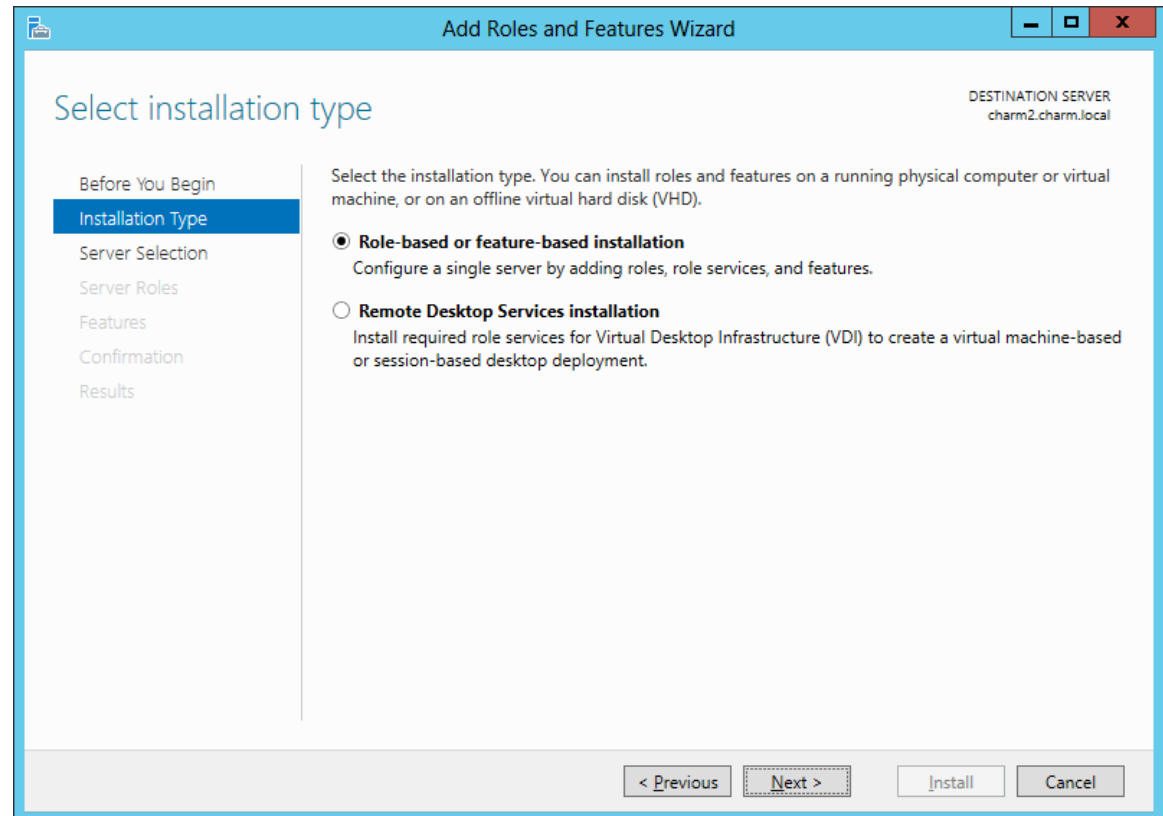 Add Roles and Features Wizard
Select installation type
DESTINATION SERVER
charm2.charm.local
Before You Begin
Installation Type
Server Selection
Server Roles
Features
Confirmation
Results
Select the installation type. You can install roles and features on a running physical computer or virtual
machine, or on an offline virtual hard disk (VHD).
Role-based or feature-based installation
Configure a single server by adding roles, role services, and features.
Remote Desktop Services installation
Install required role services for Virtual Desktop Infrastructure (VDI) to create a virtual machine-based
or session-based desktop deployment.
< Previous Next > Install Cancel